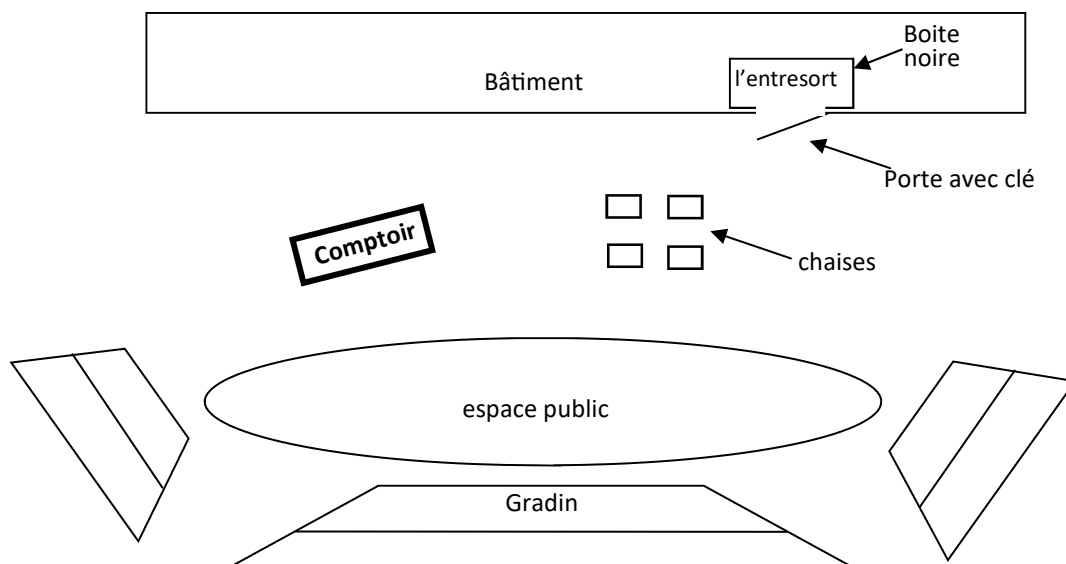 Boite
noire
l'entresort
Bâtiment
Porte avec clé
Comptoir
chaises
espace public
Gradin